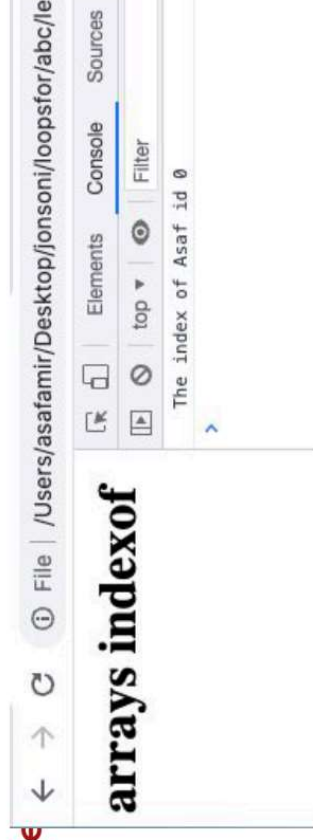 File | /Users/asafamir/Desktop/jonsoni/loopsfor/abc/le
Elements Console Sources
top ▾ Filter
The index of Asaf id 0
>
arrays indexof